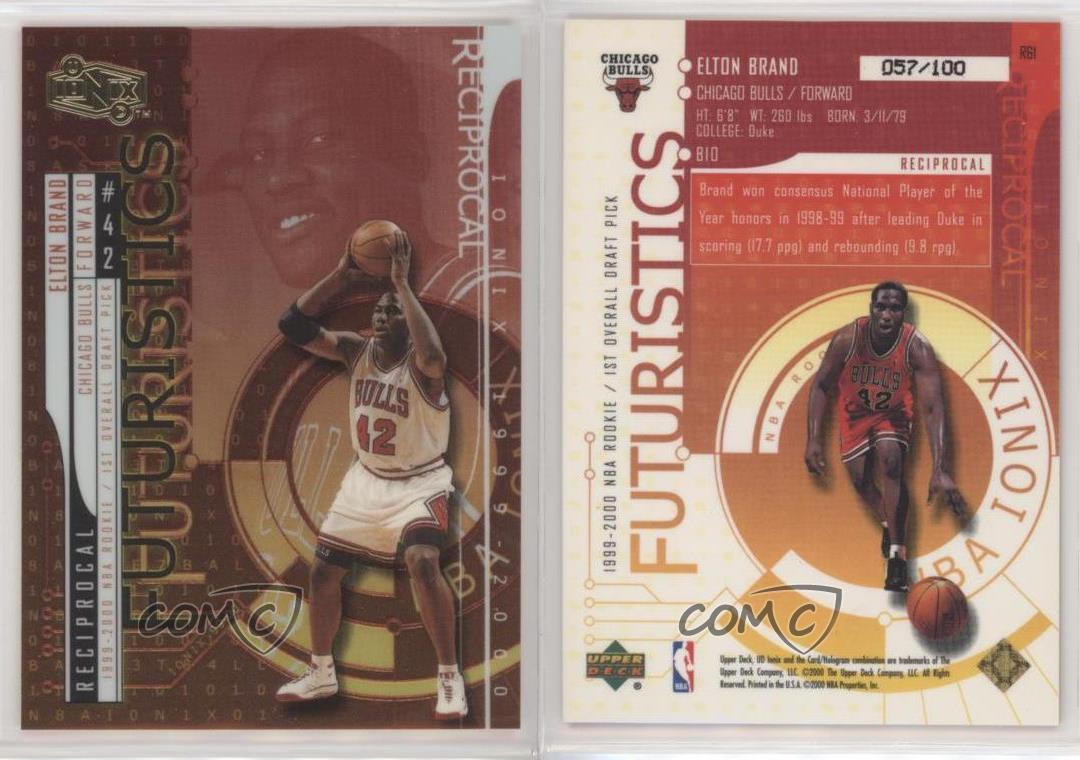 IONIX
TM
RECIPROCAL
IONIX 1999-2000
ELTON BRAND
CHICAGO BULLS FORWARD
#42
FUTURISTICS
1999-2000 NBA ROOKIE / 1ST OVERALL DRAFT PICK
RECIPROCAL
BULLS
42
COMC
CHICAGO
BULLS
ELTON BRAND
057/100
R61
CHICAGO BULLS / FORWARD
HT: 6'8" WT: 260 lbs BORN: 3/11/79
COLLEGE: Duke
BIO
RECIPROCAL
Brand won consensus National Player of the
Year honors in 1998-99 after leading Duke in
scoring (17.7 ppg) and rebounding (9.8 rpg).
RECIPROCAL
FUTURISTICS
1999-2000 NBA ROOKIE / 1ST OVERALL DRAFT PICK
NBA ROO
BULLS
42
IONIX
NBA
COMC
UPPER
DECK
®
NBA
Upper Deck, UD Ionix and the Card/Hologram combination are trademarks of The
Upper Deck Company, LLC. ©2000 The Upper Deck Company, LLC. All Rights
Reserved. Printed in the U.S.A. ©2000 NBA Properties, Inc.